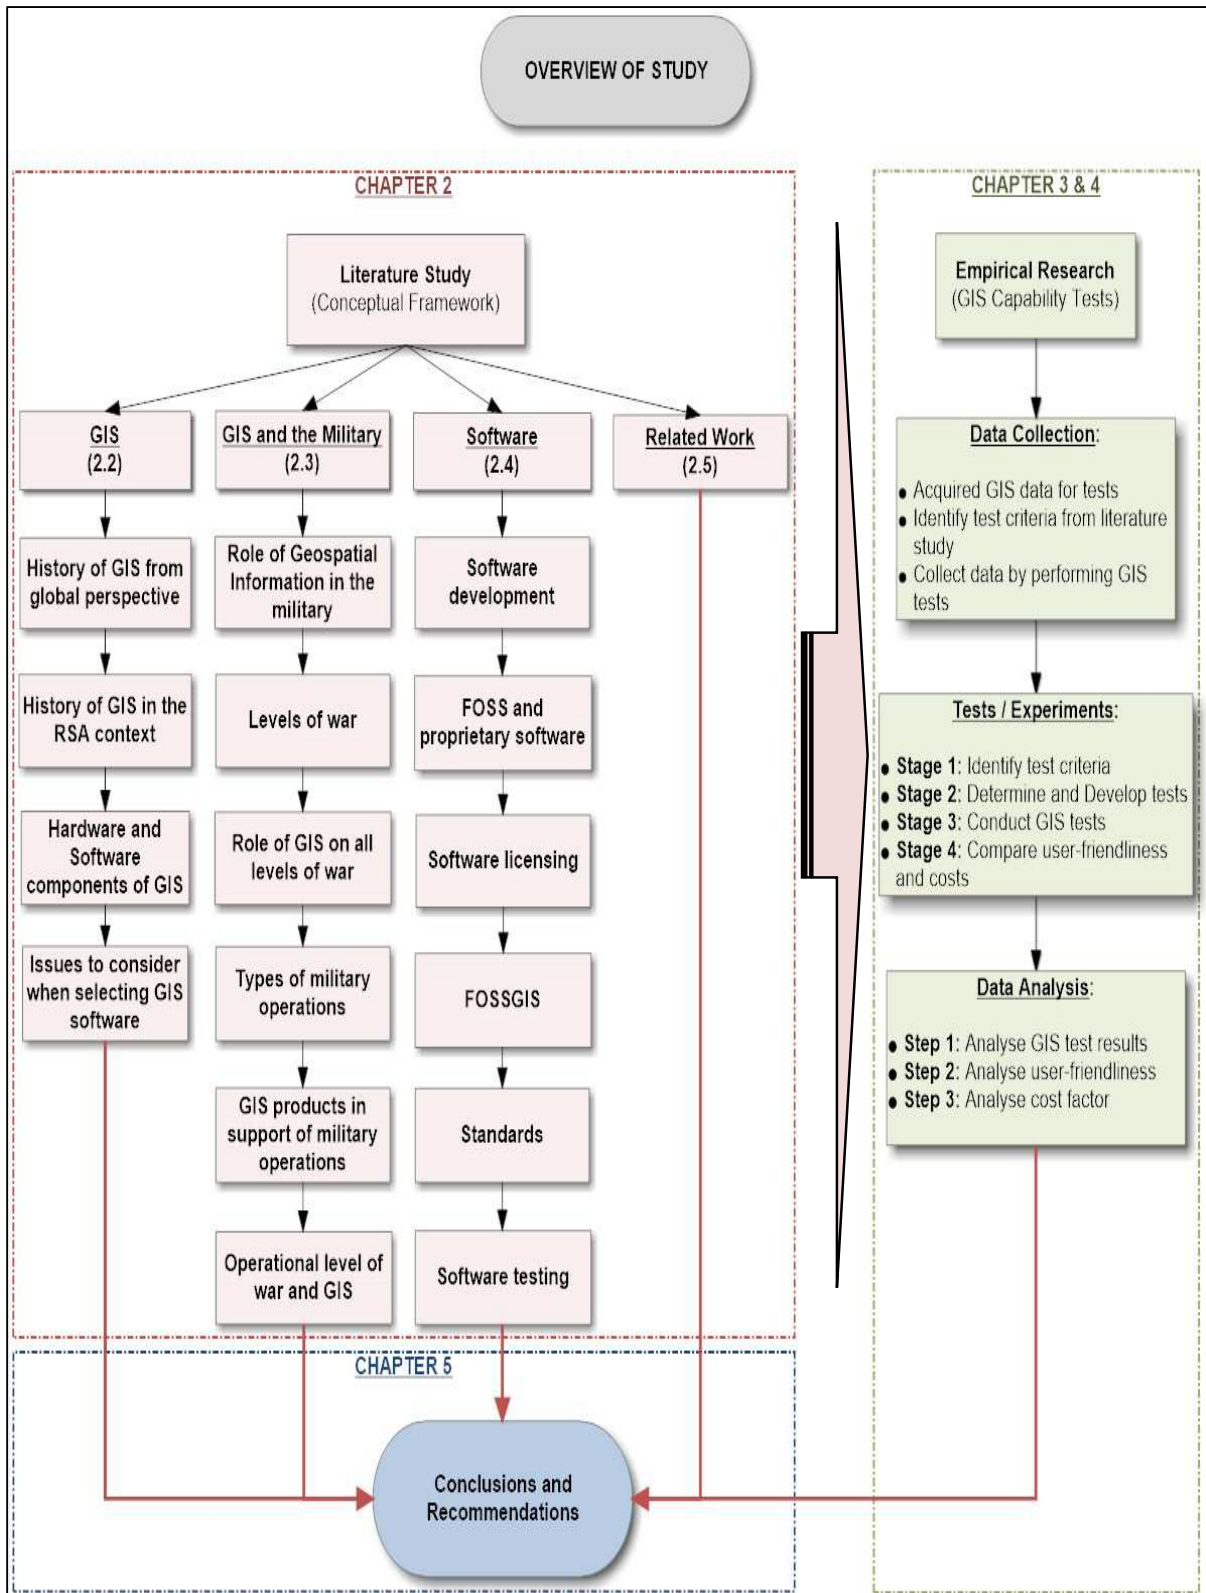 OVERVIEW OF STUDY
CHAPTER 2
Literature Study
(Conceptual Framework)
GIS
(2.2)
History of GIS from
global perspective
History of GIS in the
RSA context
Hardware and
Software
components of GIS
Issues to consider
when selecting GIS
software
GIS and the Military
(2.3)
Role of Geospatial
Information in the
military
Levels of war
Role of GIS on all
levels of war
Types of military
operations
GIS products in
support of military
operations
Operational level of
war and GIS
Software
(2.4)
Software
development
FOSS and
proprietary software
Software licensing
FOSSGIS
Standards
Software testing
Related Work
(2.5)
CHAPTER 3 & 4
Empirical Research
(GIS Capability Tests)
Data Collection:
● Acquired GIS data for tests
● Identify test criteria from literature
study
● Collect data by performing GIS
tests
Tests / Experiments:
● Stage 1: Identify test criteria
● Stage 2: Determine and Develop tests
● Stage 3: Conduct GIS tests
● Stage 4: Compare user-friendliness
and costs
Data Analysis:
● Step 1: Analyse GIS test results
● Step 2: Analyse user-friendliness
● Step 3: Analyse cost factor
CHAPTER 5
Conclusions and
Recommendations